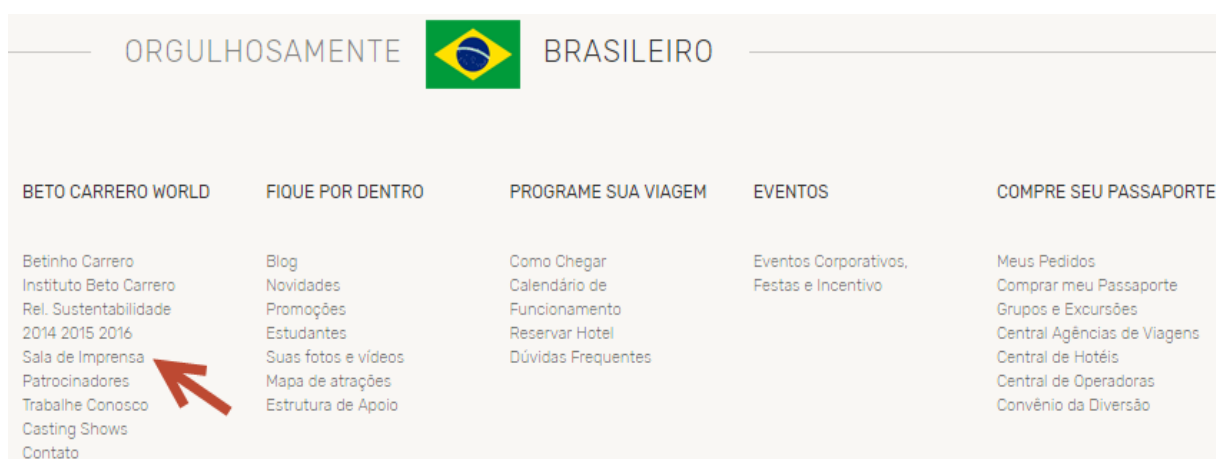 ORGULHOSAMENTE BRASILEIRO
BETO CARRERO WORLD
Betinho Carrero
Instituto Beto Carrero
Rel. Sustentabilidade
2014 2015 2016
Sala de Imprensa
Patrocinadores
Trabalhe Conosco
Casting Shows
Contato
FIQUE POR DENTRO
Blog
Novidades
Promoções
Estudantes
Suas fotos e vídeos
Mapa de atrações
Estrutura de Apoio
PROGRAME SUA VIAGEM
Como Chegar
Calendário de
Funcionamento
Reservar Hotel
Dúvidas Frequentes
EVENTOS
Eventos Corporativos,
Festas e Incentivo
COMPRE SEU PASSAPORTE
Meus Pedidos
Comprar meu Passaporte
Grupos e Excursões
Central Agências de Viagens
Central de Hotéis
Central de Operadoras
Convênio da Diversão